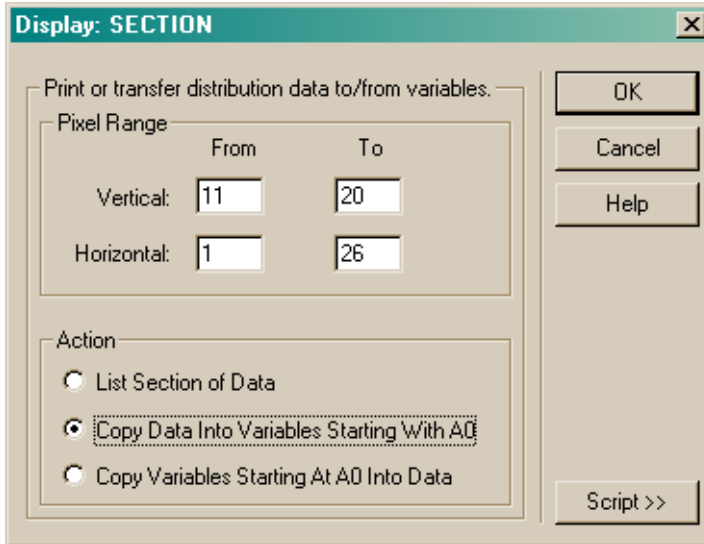 Display: SECTION
Print or transfer distribution data to/from variables.
Pixel Range
From To
Vertical: 11 20
Horizontal: 1 26
Action
List Section of Data
Copy Data Into Variables Starting With A0
Copy Variables Starting At A0 Into Data
OK
Cancel
Help
Script >>